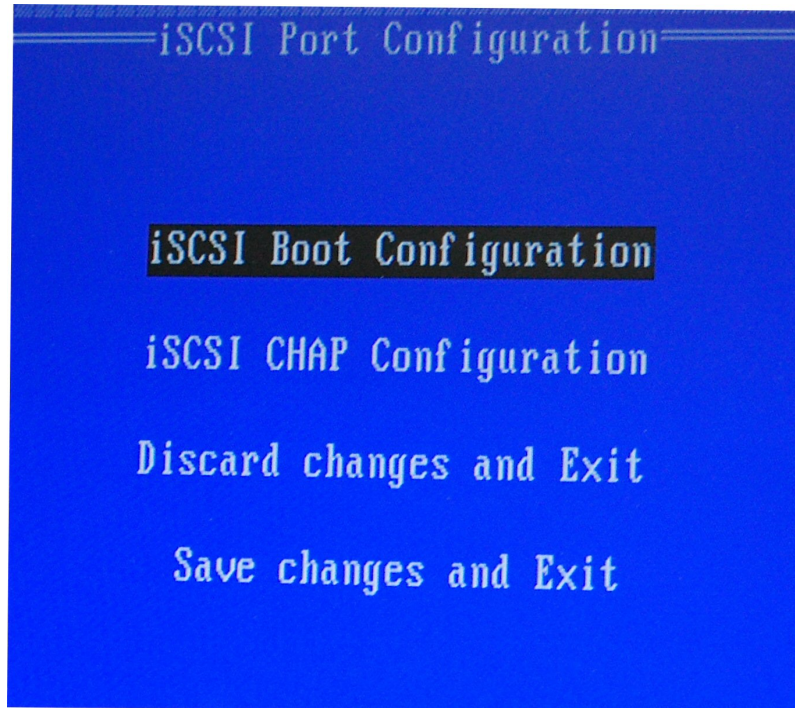 iSCSI Port Configuration
iSCSI Boot Configuration
iSCSI CHAP Configuration
Discard changes and Exit
Save changes and Exit